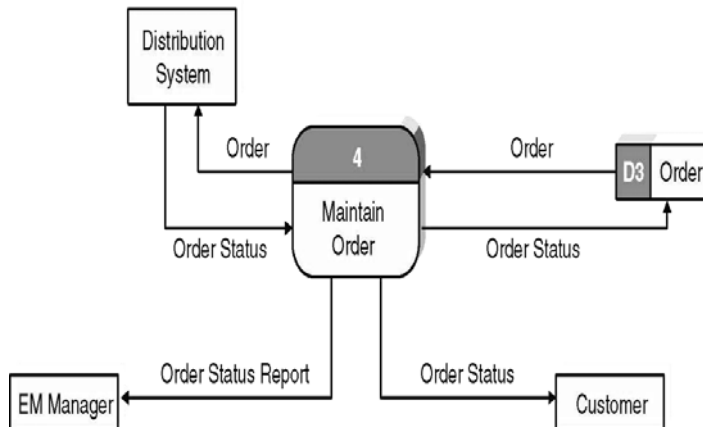 Distribution
System
Order
4
Order
D3 Order
Maintain
Order
Order Status
Order Status
Order Status Report
Order Status
EM Manager
Customer